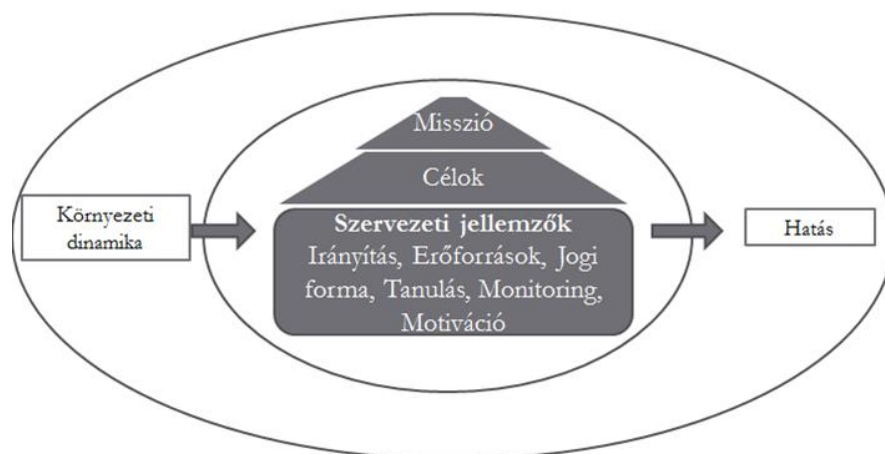 Misszió
Célok
Környezeti
dinamika
Szervezeti jellemzők
Irányítás, Erőforrások, Jogi
forma, Tanulás, Monitoring,
Motiváció
Hatás